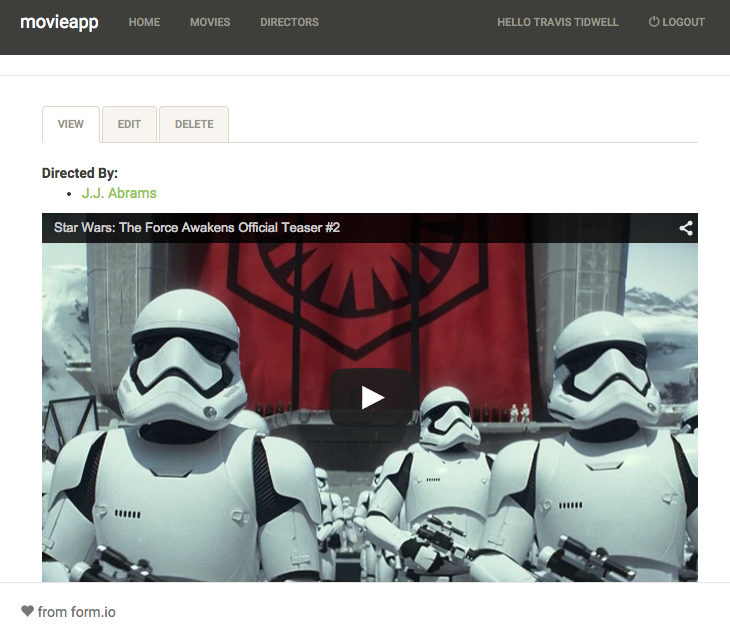 movieapp HOME MOVIES DIRECTORS HELLO TRAVIS TIDWELL LOGOUT
VIEW EDIT DELETE
Directed By:
J.J. Abrams
Star Wars: The Force Awakens Official Teaser #2
from form.io